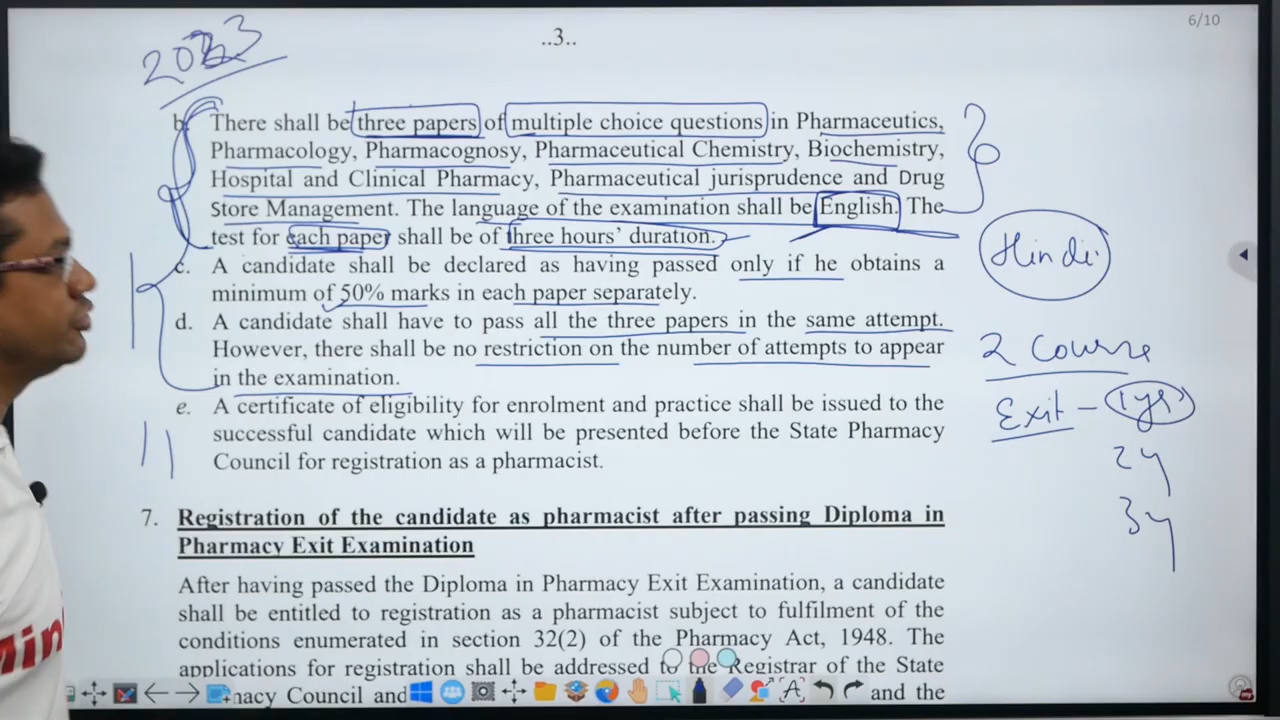 6/10
..3..
2023
b. There shall be three papers of multiple choice questions in Pharmaceutics,
Pharmacology, Pharmacognosy, Pharmaceutical Chemistry, Biochemistry,
Hospital and Clinical Pharmacy, Pharmaceutical jurisprudence and Drug
Store Management. The language of the examination shall be English. The
test for each paper shall be of three hours' duration.
c. A candidate shall be declared as having passed only if he obtains a
minimum of 50% marks in each paper separately.
d. A candidate shall have to pass all the three papers in the same attempt.
However, there shall be no restriction on the number of attempts to appear
in the examination.
e. A certificate of eligibility for enrolment and practice shall be issued to the
successful candidate which will be presented before the State Pharmacy
Council for registration as a pharmacist.
Hindi
2 Course
Exit - 1yr
2y
3y
7. Registration of the candidate as pharmacist after passing Diploma in
Pharmacy Exit Examination
After having passed the Diploma in Pharmacy Exit Examination, a candidate
shall be entitled to registration as a pharmacist subject to fulfilment of the
conditions enumerated in section 32(2) of the Pharmacy Act, 1948. The
applications for registration shall be addressed to the Registrar of the State
macy Council and and the